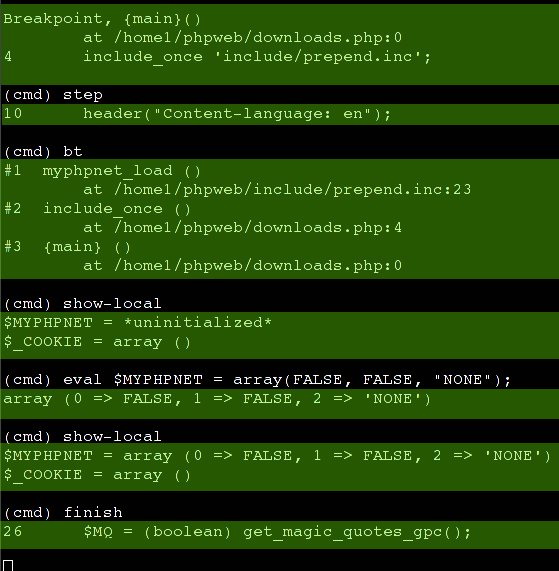 Breakpoint, {main}()
        at /home1/phpweb/downloads.php:0
4       include_once 'include/prepend.inc';
(cmd) step
10      header("Content-language: en");
(cmd) bt
#1  myphpnet_load ()
        at /home1/phpweb/include/prepend.inc:23
#2  include_once ()
        at /home1/phpweb/downloads.php:4
#3  {main} ()
        at /home1/phpweb/downloads.php:0
(cmd) show-local
$MYPHPNET = *uninitialized*
$_COOKIE = array ()
(cmd) eval $MYPHPNET = array(FALSE, FALSE, "NONE");
array (0 => FALSE, 1 => FALSE, 2 => 'NONE')
(cmd) show-local
$MYPHPNET = array (0 => FALSE, 1 => FALSE, 2 => 'NONE')
$_COOKIE = array ()
(cmd) finish
26      $MQ = (boolean) get_magic_quotes_gpc();